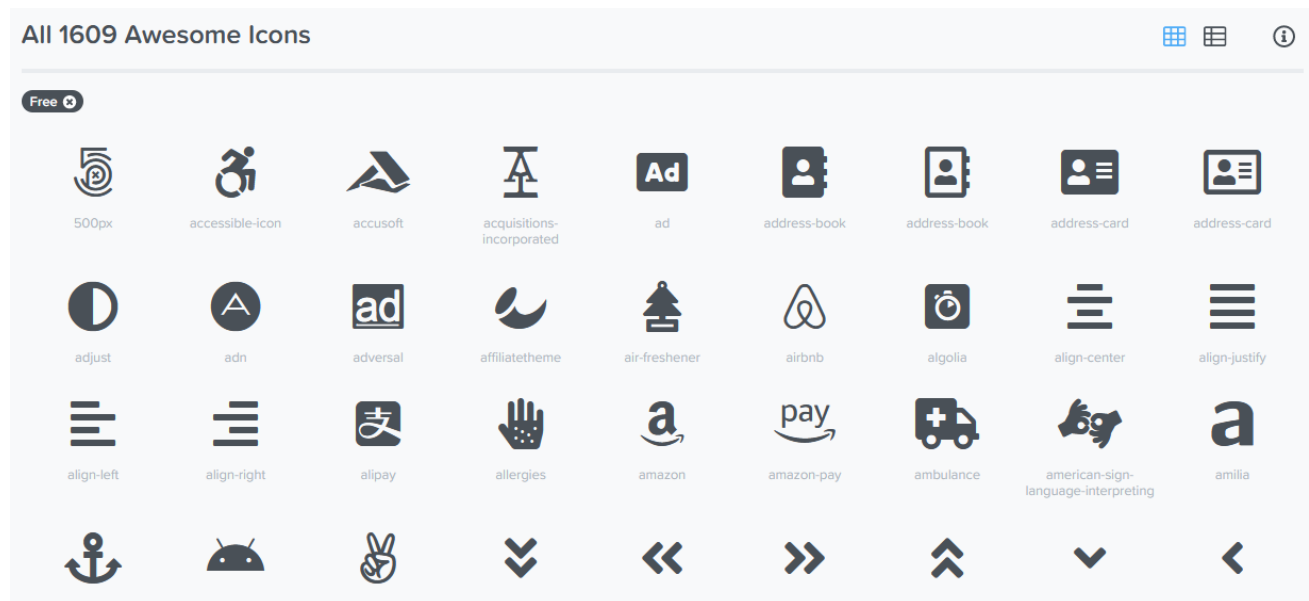 All 1609 Awesome Icons
Free
Ad
500px
accessible-icon
accusoft
acquisitions-
incorporated
ad
address-book
address-book
address-card
address-card
ad
adjust
adn
adversal
affiliatetheme
air-freshener
airbnb
algolia
align-center
align-justify
支
a
pay
a
align-left
align-right
alipay
allergies
amazon
amazon-pay
ambulance
american-sign-
language-interpreting
amilia